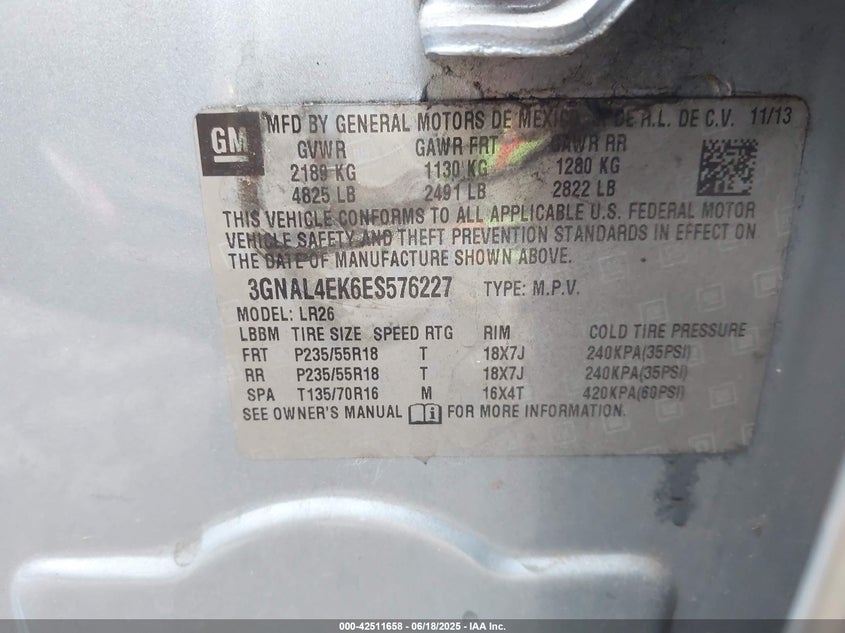 GM
MFD BY GENERAL MOTORS DE MEXICO S. DE R.L. DE C.V. 11/13
GVWR GAWR FRT GAWR RR
2189 KG 1130 KG 1280 KG
4825 LB 2491 LB 2822 LB
THIS VEHICLE CONFORMS TO ALL APPLICABLE U.S. FEDERAL MOTOR
VEHICLE SAFETY AND THEFT PREVENTION STANDARDS IN EFFECT ON
THE DATE OF MANUFACTURE SHOWN ABOVE.
3GNAL4EK6ES576227 TYPE: M.P.V.
MODEL: LR26
LBBM TIRE SIZE SPEED RTG RIM COLD TIRE PRESSURE
FRT P235/55R18 T 18X7J 240KPA(35PSI)
RR P235/55R18 T 18X7J 240KPA(35PSI)
SPA T135/70R16 M 16X4T 420KPA(60PSI)
SEE OWNER'S MANUAL FOR MORE INFORMATION.
000-42511658 - 06/18/2025 - IAA Inc.